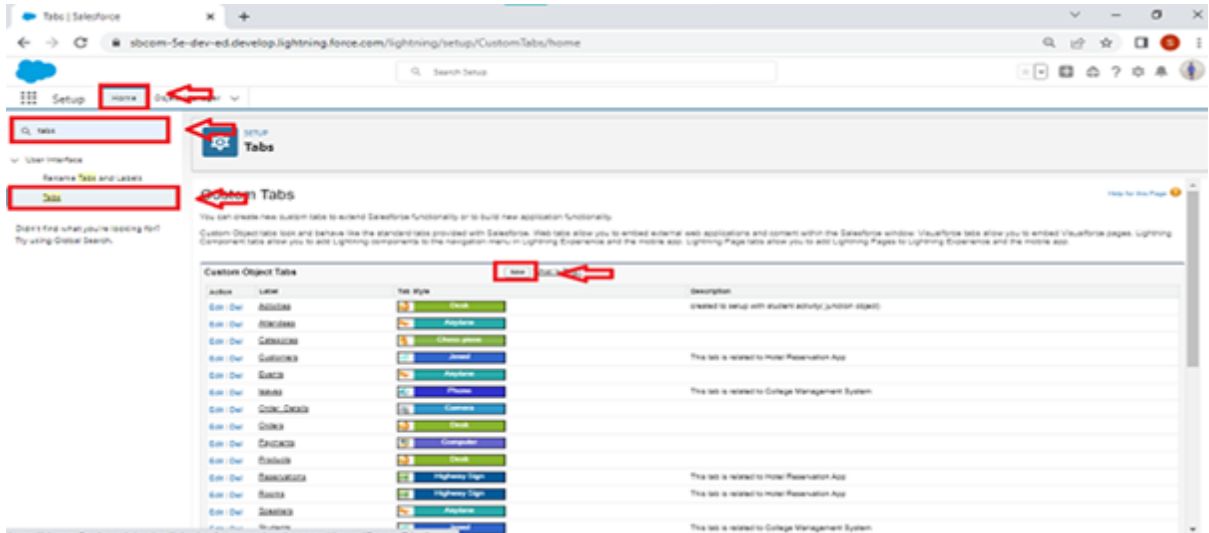 Tabs | Salesforce
sbcom-5e-dev-ed.develop.lightning.force.com/lightning/setup/CustomTabs/home
S
Search Setup
Setup Home
tabs
SETUP
Tabs
User Interface
Rename Tabs and Labels
Tabs
Didn't find what you're looking for?
Try using Global Search.
Custom Tabs
Help for this Page
You can create new custom tabs to extend Salesforce functionality or to build new application functionality.
Custom Object tabs look and behave like the standard tabs provided with Salesforce. Web tabs allow you to embed external web applications and content within the Salesforce window. Visualforce tabs allow you to embed Visualforce pages. Lightning
Component tabs allow you to add Lightning components to the navigation menu in Lightning Experience and the mobile app. Lightning Page tabs allow you to add Lightning Pages to Lightning Experience and the mobile app.
Custom Object Tabs New
Action Label Tab Style Description
Edit | Del Activities Desk created to setup with student activity( junction object)
Edit | Del Attendees Airplane
Edit | Del Categories Chess piece
Edit | Del Customers Jewel This tab is related to Hotel Reservation App
Edit | Del Events Airplane
Edit | Del leaves Phone This tab is related to College Management System
Edit | Del Order_Details Camera
Edit | Del Orders Desk
Edit | Del Payments Computer
Edit | Del Products Desk
Edit | Del Reservations Highway Sign This tab is related to Hotel Reservation App
Edit | Del Rooms Highway Sign This tab is related to Hotel Reservation App
Edit | Del Speakers Airplane
Edit | Del Students Jewel This tab is related to College Management System